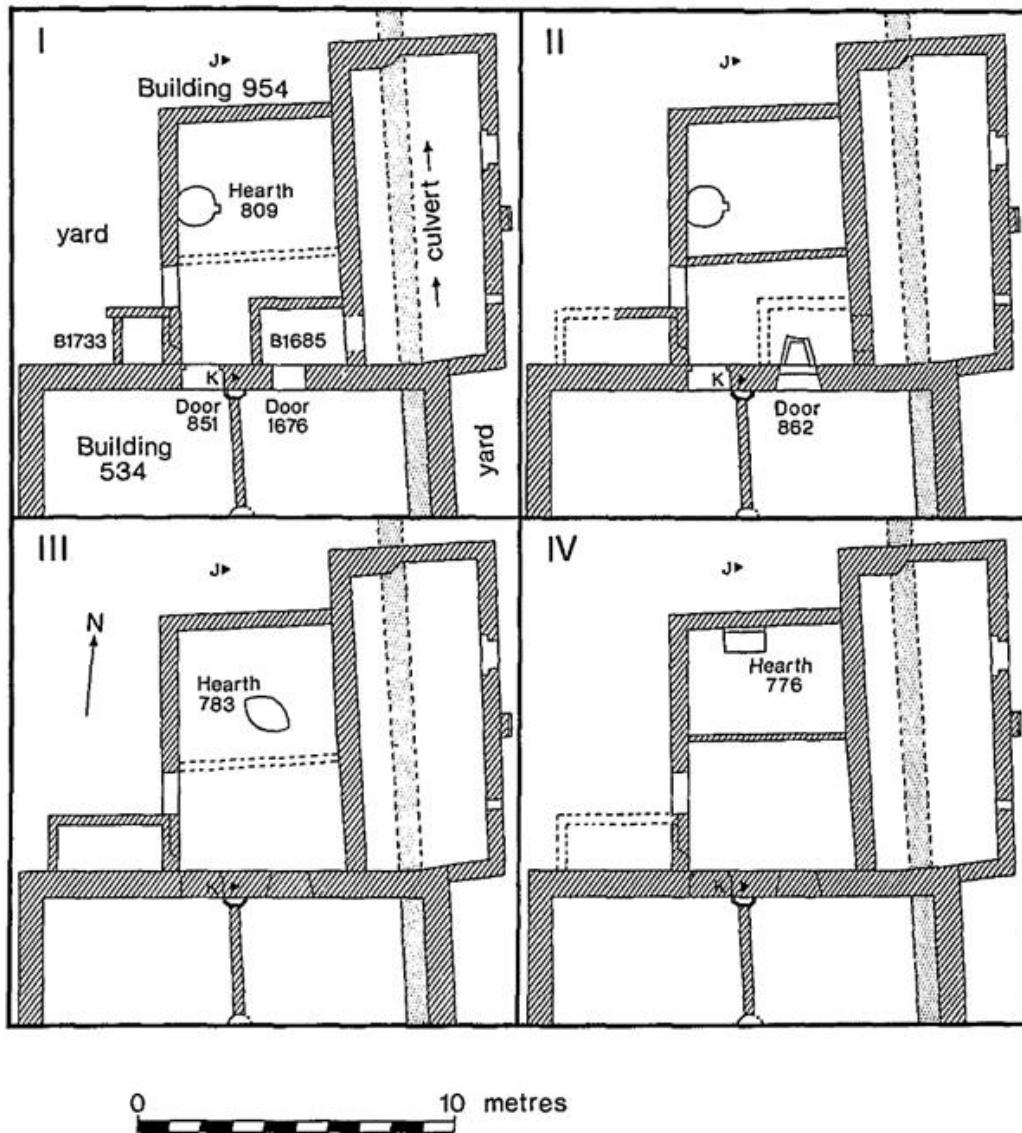 I
J
Building 954
Hearth
809
yard
culvert
B1733
B1685
K
Door
851
Door
1676
Building
534
yard
II
J
K
Door
862
III
J
N
Hearth
783
K
IV
J
Hearth
776
K
0 10 metres